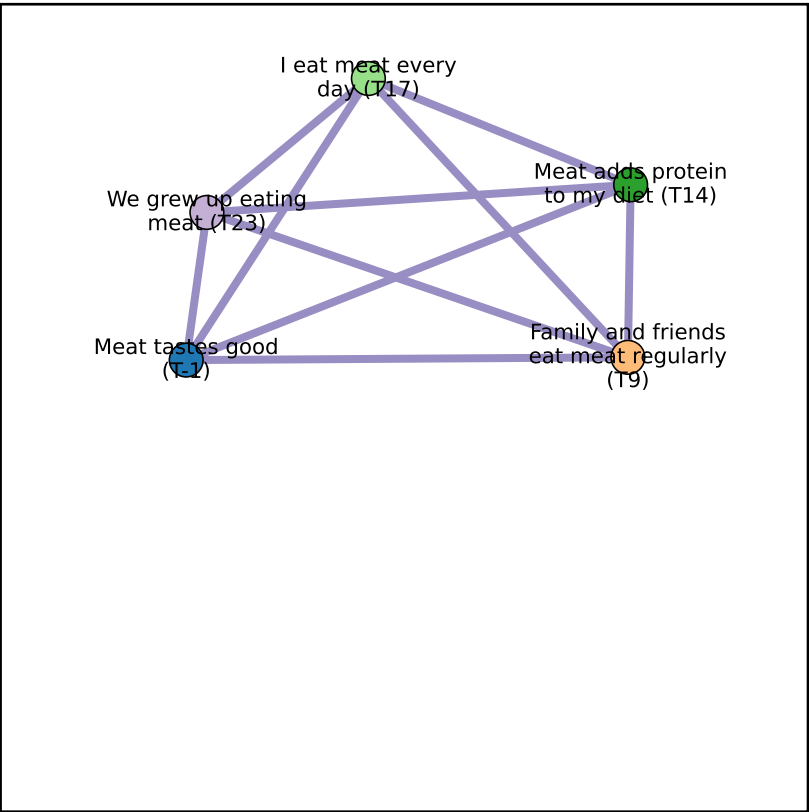 I eat meat every
day (T17)
Meat adds protein
to my diet (T14)
We grew up eating
meat (T23)
Family and friends
eat meat regularly
(T9)
Meat tastes good
(T-1)